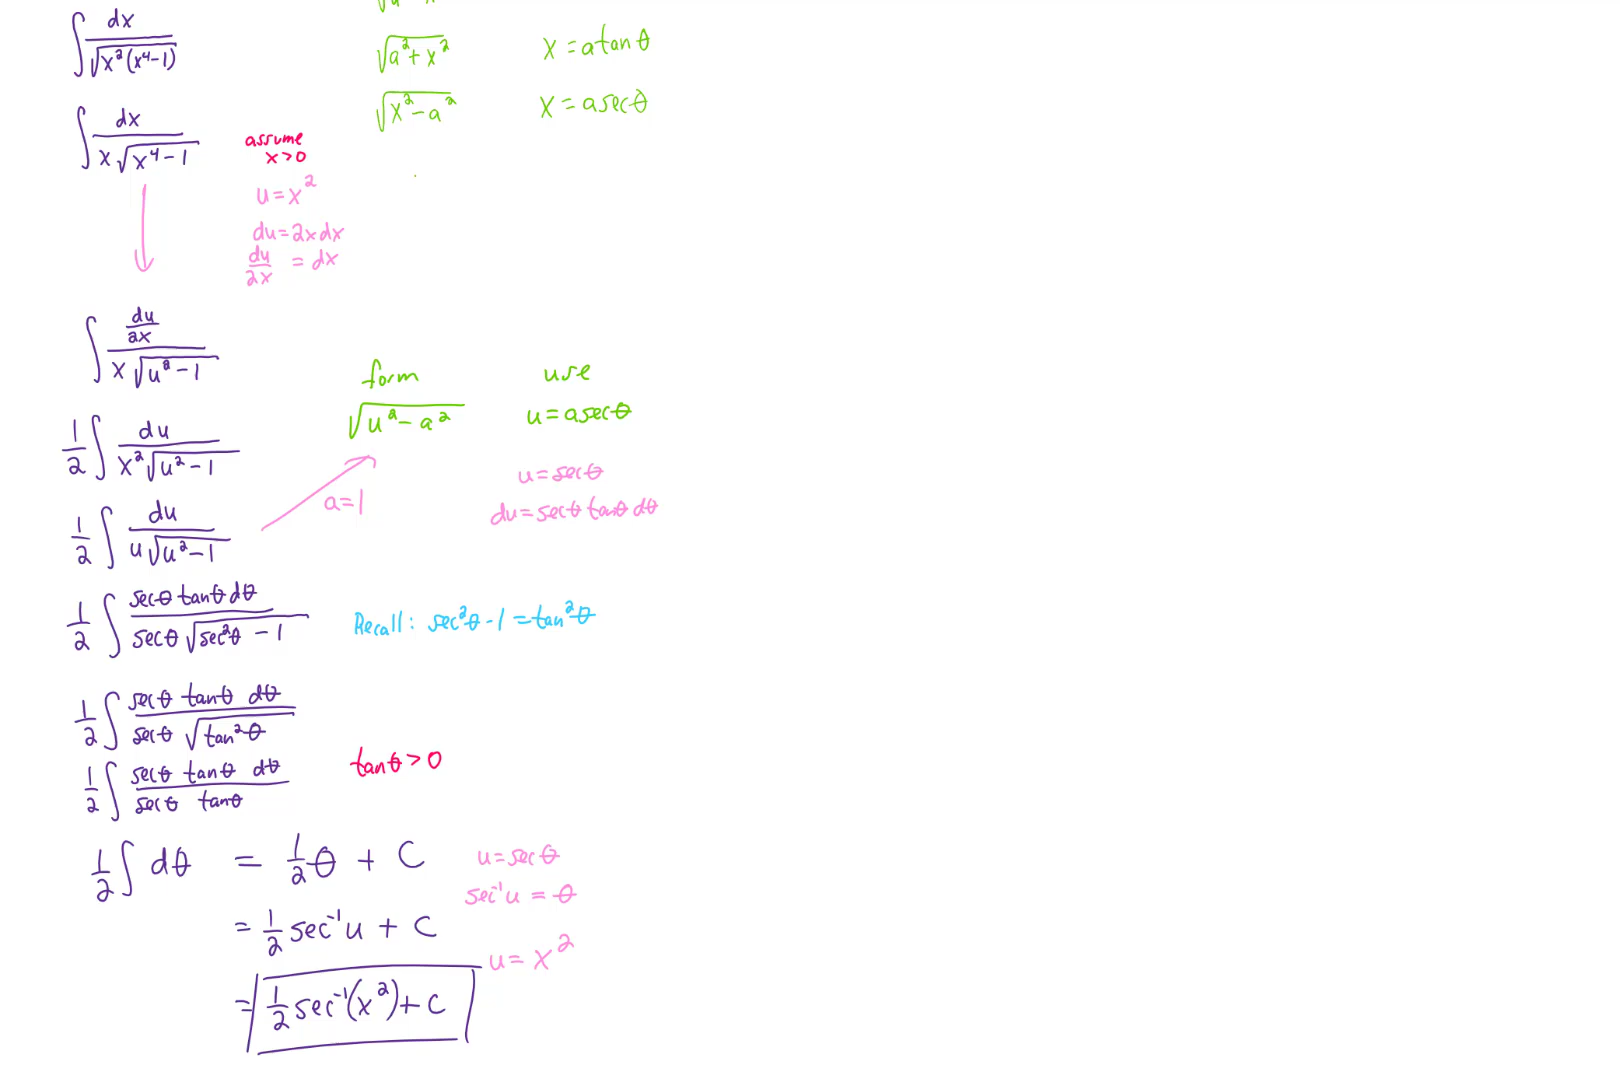 ∫ dx / √(x²(x⁴-1))
√(a²+x²) x = a tan θ
√(x²-a²) x = a sec θ
∫ dx / (x√(x⁴-1))
assume
x > 0
u = x²
du = 2x dx
du/2x = dx
∫ (du/2x) / (x√(u²-1))
form use
√(u²-a²) u = a sec θ
1/2 ∫ du / (x²√(u²-1))
u = sec θ
a = 1
du = sec θ tan θ dθ
1/2 ∫ du / (u√(u²-1))
1/2 ∫ sec θ tan θ dθ / (sec θ √(sec²θ - 1))
Recall: sec²θ - 1 = tan²θ
1/2 ∫ sec θ tan θ dθ / (sec θ √(tan²θ))
1/2 ∫ sec θ tan θ dθ / (sec θ tan θ)
tan θ > 0
1/2 ∫ dθ = 1/2 θ + C
u = sec θ
sec⁻¹ u = θ
= 1/2 sec⁻¹ u + C
u = x²
= 1/2 sec⁻¹(x²) + C